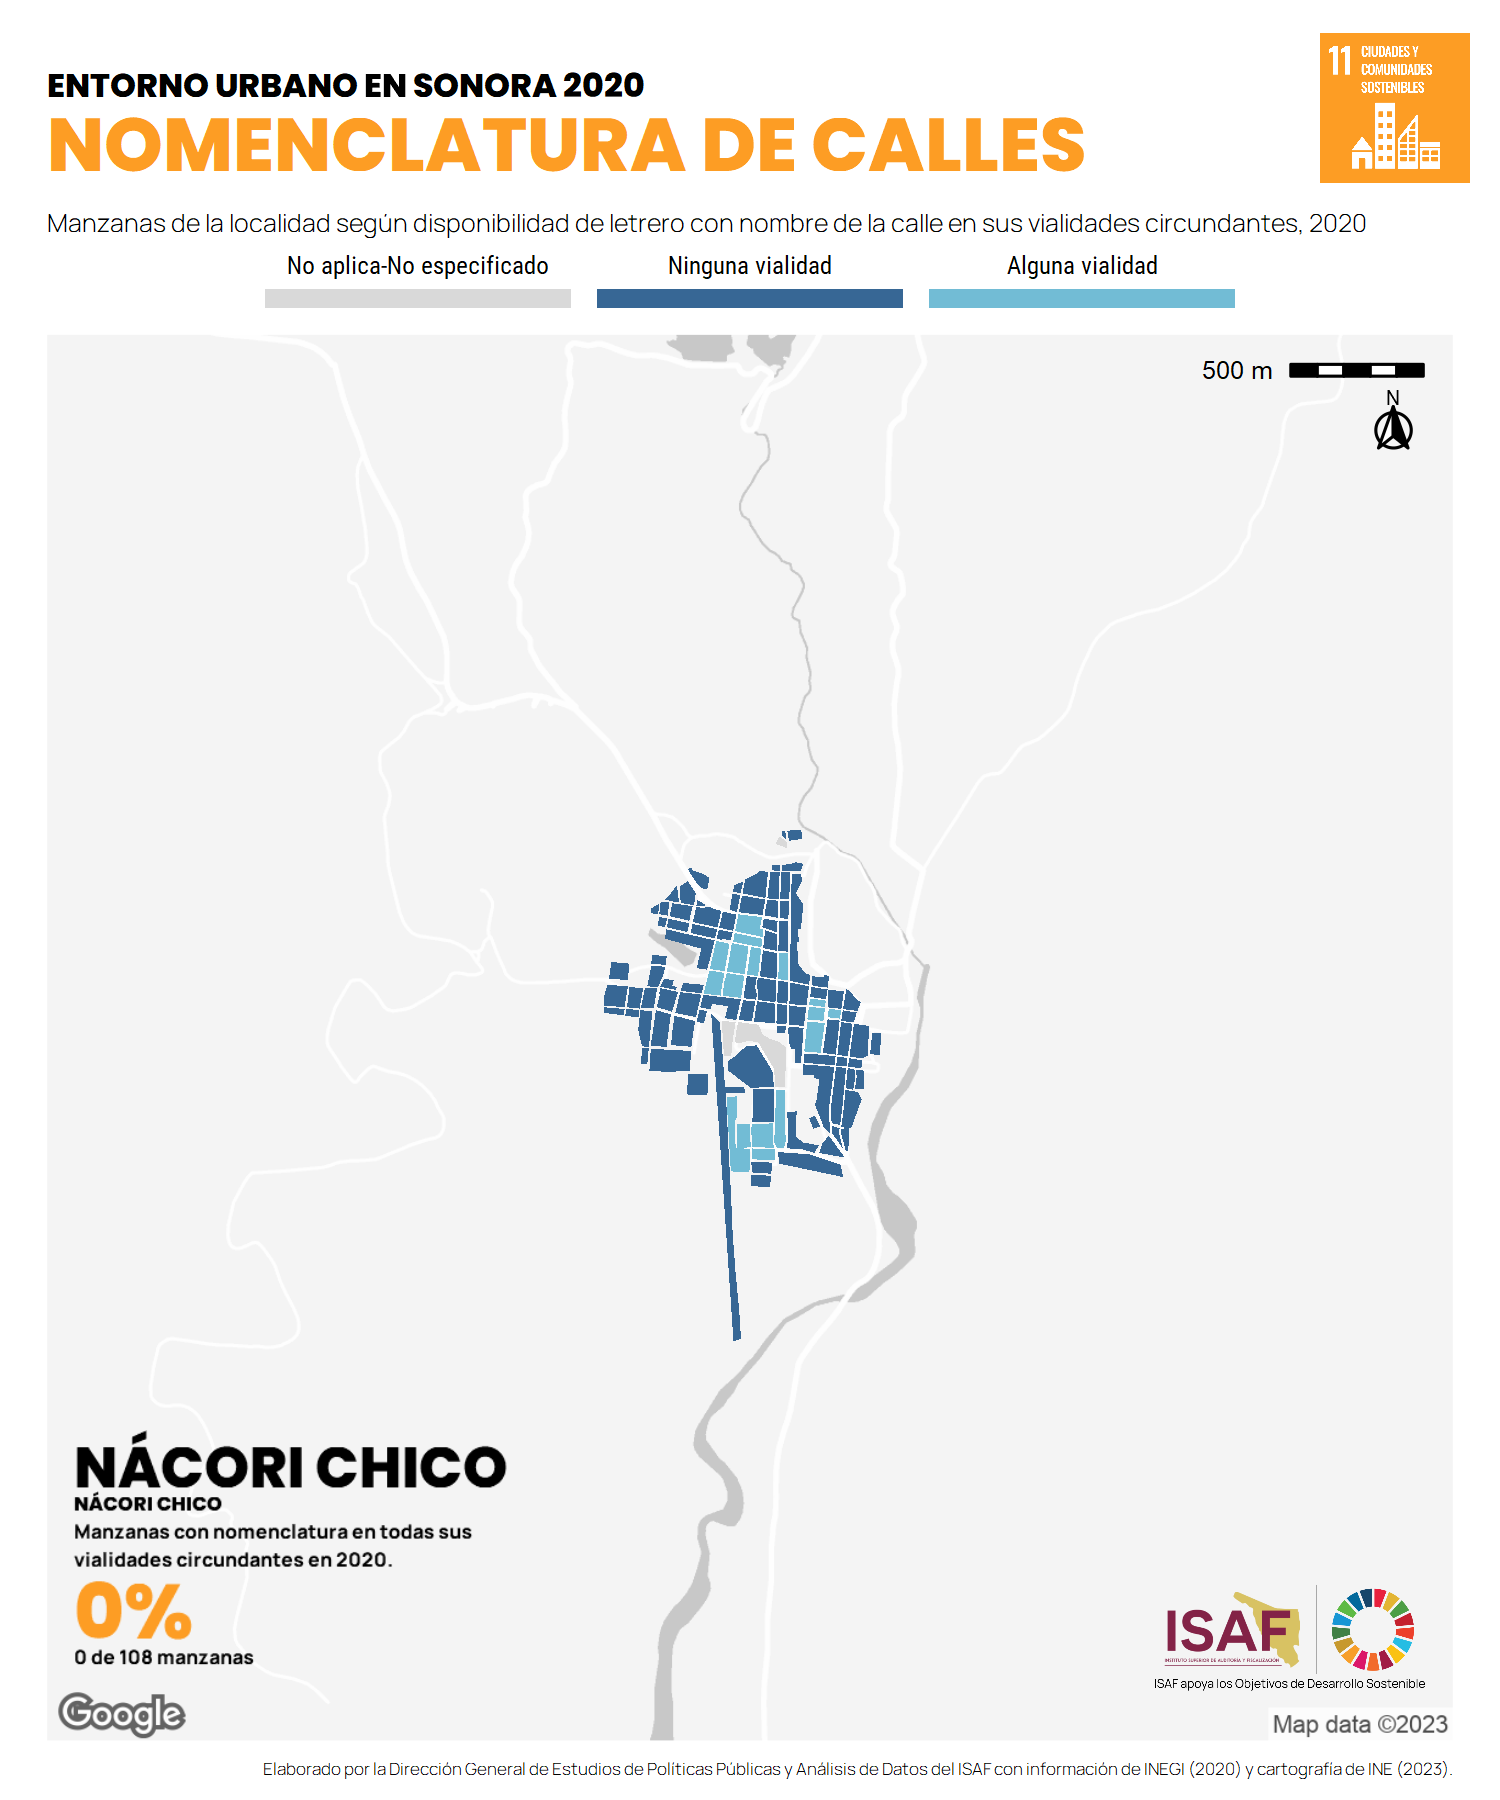 ENTORNO URBANO EN SONORA 2020
NOMENCLATURA DE CALLES
11 CIUDADES Y
COMUNIDADES
SOSTENIBLES
Manzanas de la localidad según disponibilidad de letrero con nombre de la calle en sus vialidades circundantes, 2020
No aplica-No especificado Ninguna vialidad Alguna vialidad
500 m
N
NÁCORI CHICO
NÁCORI CHICO
Manzanas con nomenclatura en todas sus
vialidades circundantes en 2020.
0%
0 de 108 manzanas
ISAF
INSTITUTO SUPERIOR DE AUDITORÍA Y FISCALIZACIÓN
ISAF apoya los Objetivos de Desarrollo Sostenible
Google
Map data ©2023
Elaborado por la Dirección General de Estudios de Políticas Públicas y Análisis de Datos del ISAF con información de INEGI (2020) y cartografía de INE (2023).